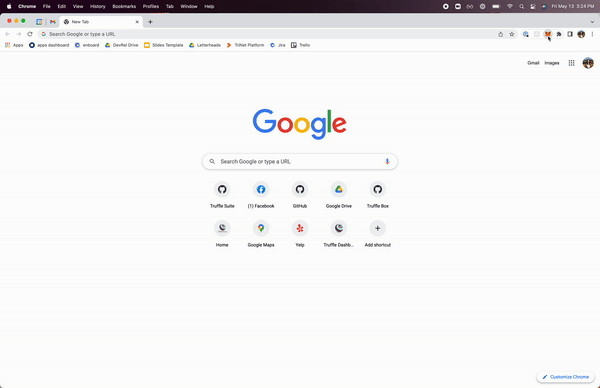 Chrome File Edit View History Bookmarks Profiles Tab Window Help Fri May 13 5:24 PM
New Tab
Search Google or type a URL
Apps apps dashboard enboard DevRel Drive Slides Template Letterheads TriNet Platform Jira Trello
Gmail Images
Google
Search Google or type a URL
Truffle Suite (1) Facebook GitHub Google Drive Truffle Box
Home Google Maps Yelp Truffle Dashb... Add shortcut
Customize Chrome